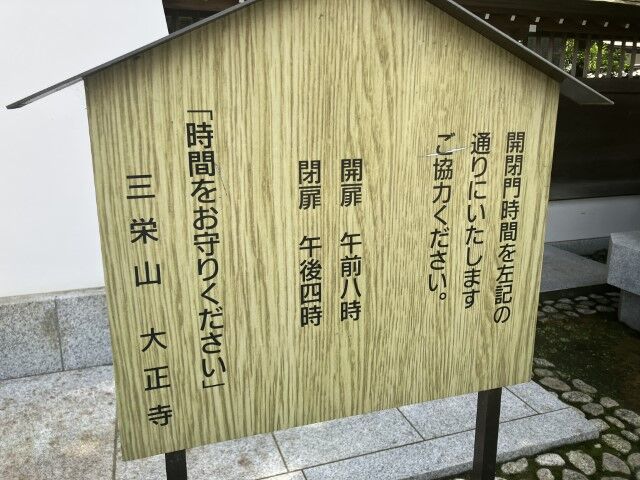 開閉門時間を左記の
通りにいたします
ご協力ください。
開扉 午前八時
閉扉 午後四時
「時間をお守りください」
三栄山 大正寺